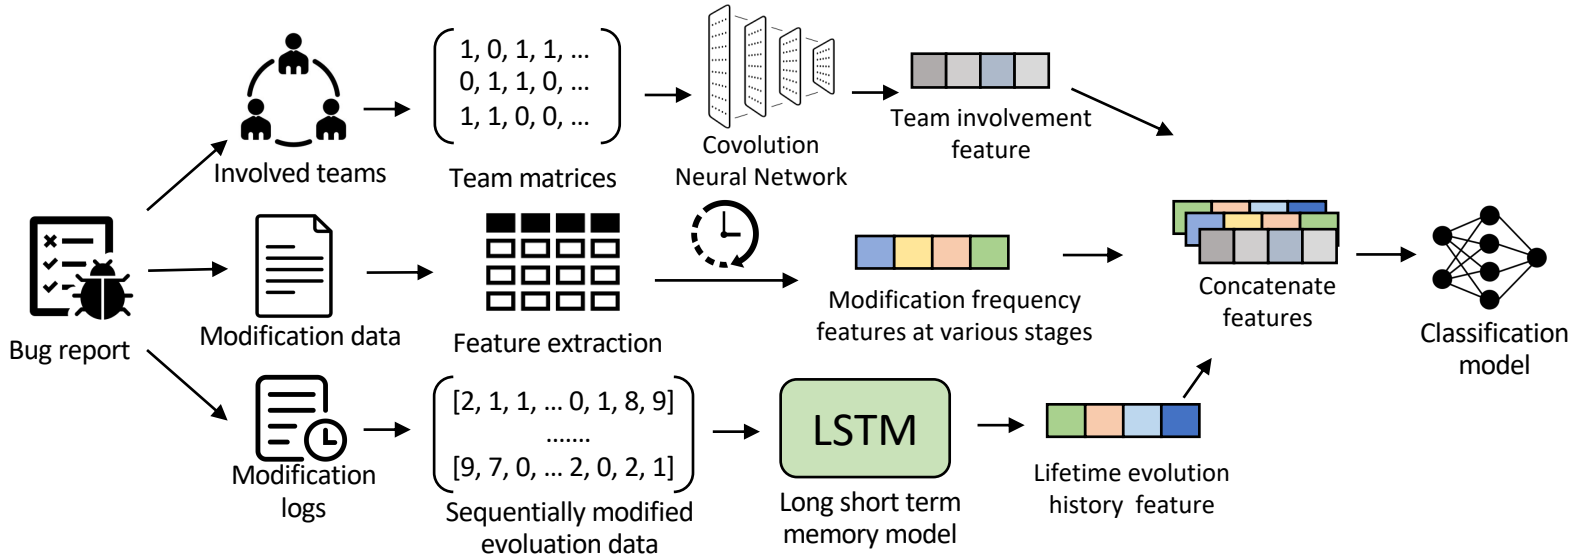 Bug report
Involved teams
1, 0, 1, 1, ...
0, 1, 1, 0, ...
1, 1, 0, 0, ...
Team matrices
Covolution
Neural Network
Team involvement
feature
Modification data
Feature extraction
Modification frequency
features at various stages
Modification
logs
[2, 1, 1, ... 0, 1, 8, 9]
.......
[9, 7, 0, ... 2, 0, 2, 1]
Sequentially modified
evoluation data
LSTM
Long short term
memory model
Lifetime evolution
history feature
Concatenate
features
Classification
model